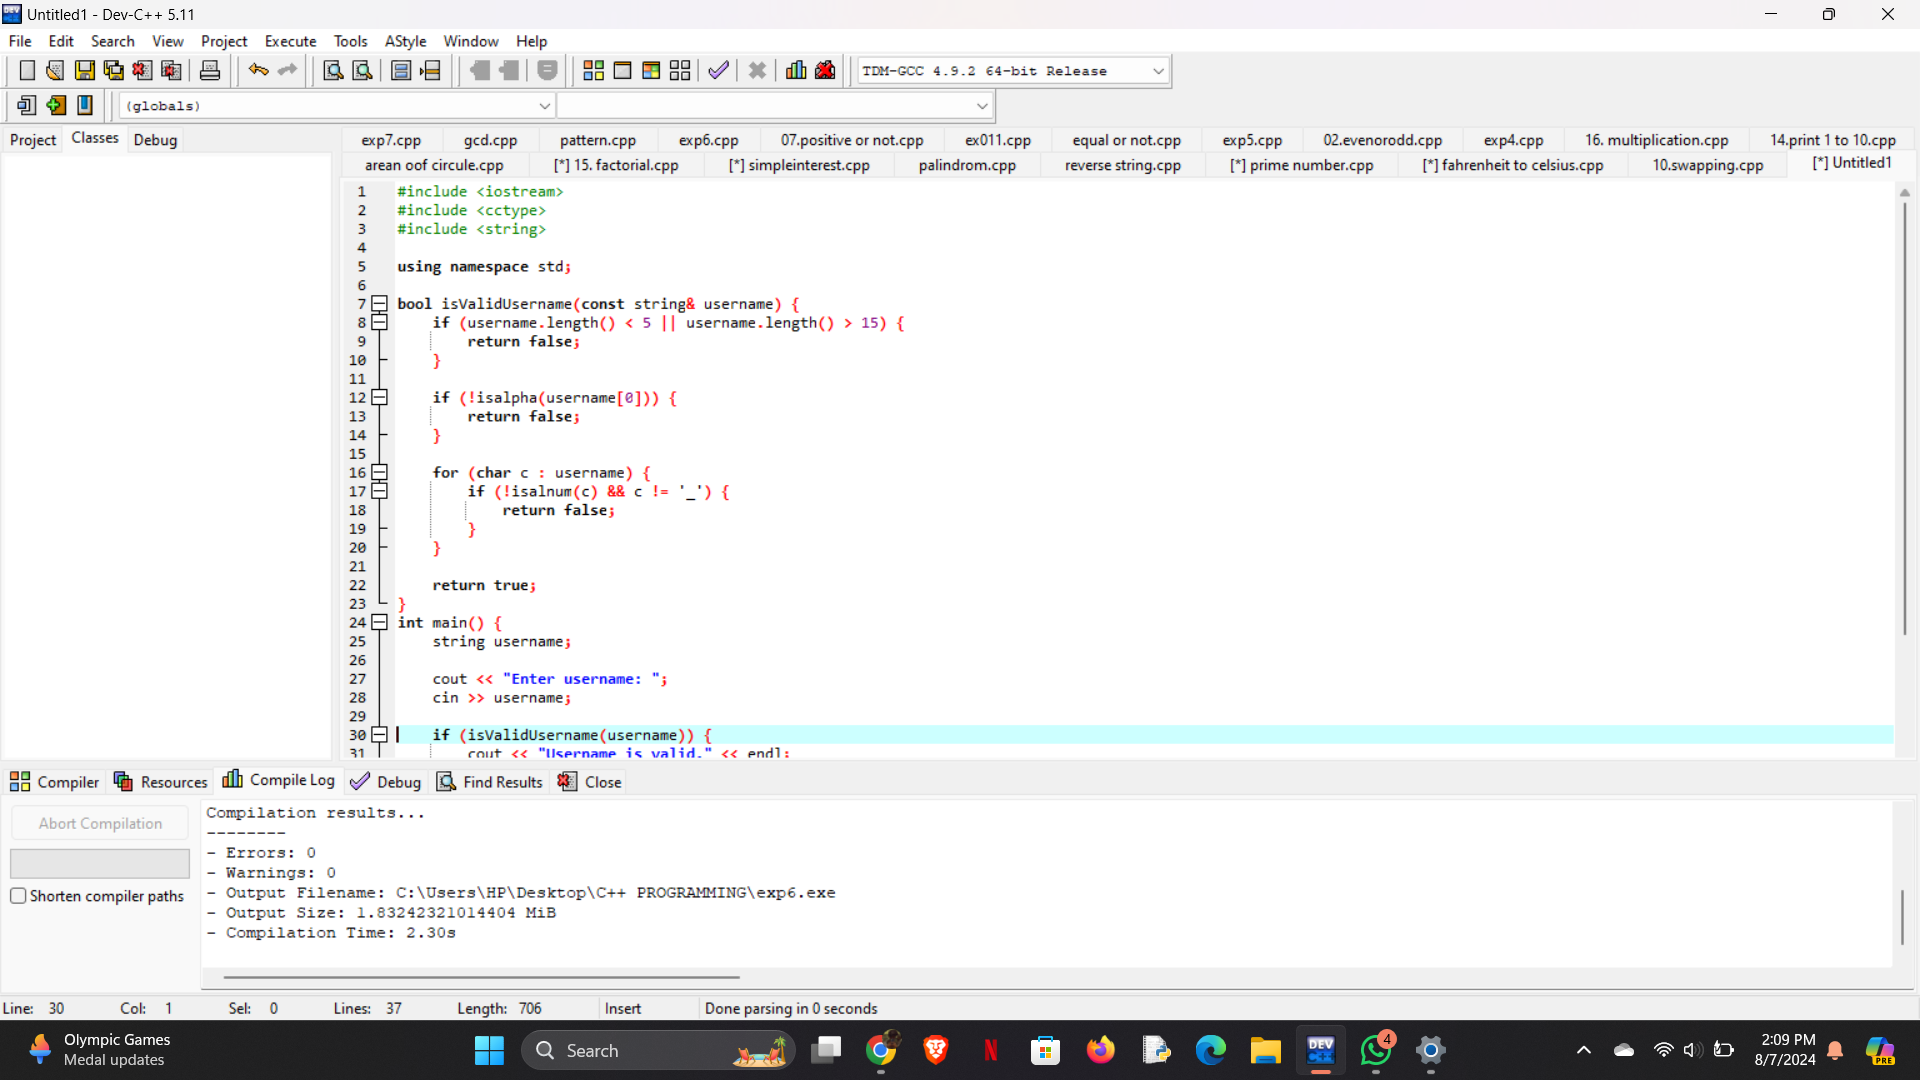 Untitled1 - Dev-C++ 5.11
File Edit Search View Project Execute Tools AStyle Window Help
TDM-GCC 4.9.2 64-bit Release
(globals)
Project Classes Debug
exp7.cpp gcd.cpp pattern.cpp exp6.cpp 07.positive or not.cpp ex011.cpp equal or not.cpp exp5.cpp 02.evenorodd.cpp exp4.cpp 16. multiplication.cpp 14.print 1 to 10.cpp
arean oof circule.cpp [*] 15. factorial.cpp [*] simpleinterest.cpp palindrom.cpp reverse string.cpp [*] prime number.cpp [*] fahrenheit to celsius.cpp 10.swapping.cpp [*] Untitled1
1 #include <iostream>
2 #include <cctype>
3 #include <string>
4
5 using namespace std;
6
7 bool isValidUsername(const string& username) {
8 if (username.length() < 5 || username.length() > 15) {
9 return false;
10 }
11
12 if (!isalpha(username[0])) {
13 return false;
14 }
15
16 for (char c : username) {
17 if (!isalnum(c) && c != '_') {
18 return false;
19 }
20 }
21
22 return true;
23 }
24 int main() {
25 string username;
26
27 cout << "Enter username: ";
28 cin >> username;
29
30 if (isValidUsername(username)) {
31 cout << "Username is valid." << endl;
Compiler Resources Compile Log Debug Find Results Close
Abort Compilation
Shorten compiler paths
Compilation results...
--------
- Errors: 0
- Warnings: 0
- Output Filename: C:\Users\HP\Desktop\C++ PROGRAMMING\exp6.exe
- Output Size: 1.83242321014404 MiB
- Compilation Time: 2.30s
Line: 30 Col: 1 Sel: 0 Lines: 37 Length: 706 Insert Done parsing in 0 seconds
Olympic Games
Medal updates
Search
DEV
4
2:09 PM
8/7/2024
PRE